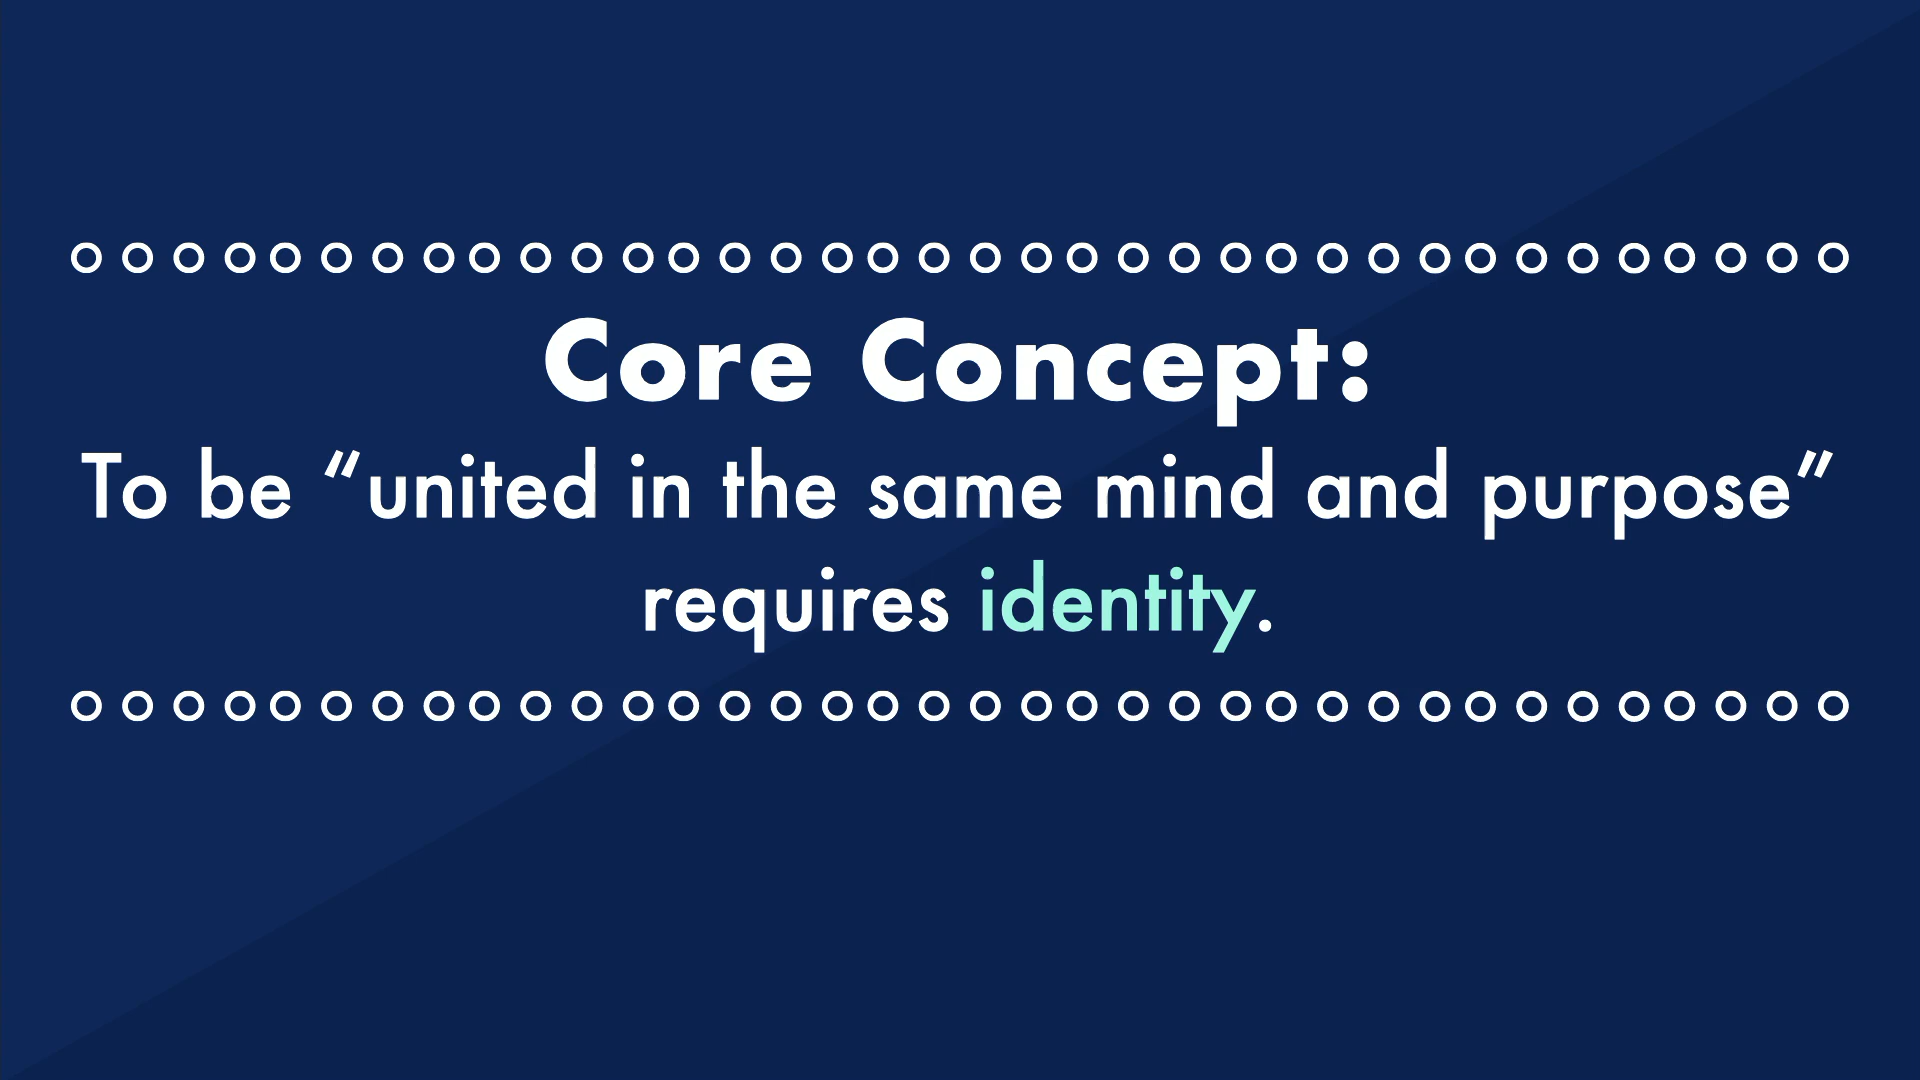 Core Concept:
To be “united in the same mind and purpose”
requires identity.